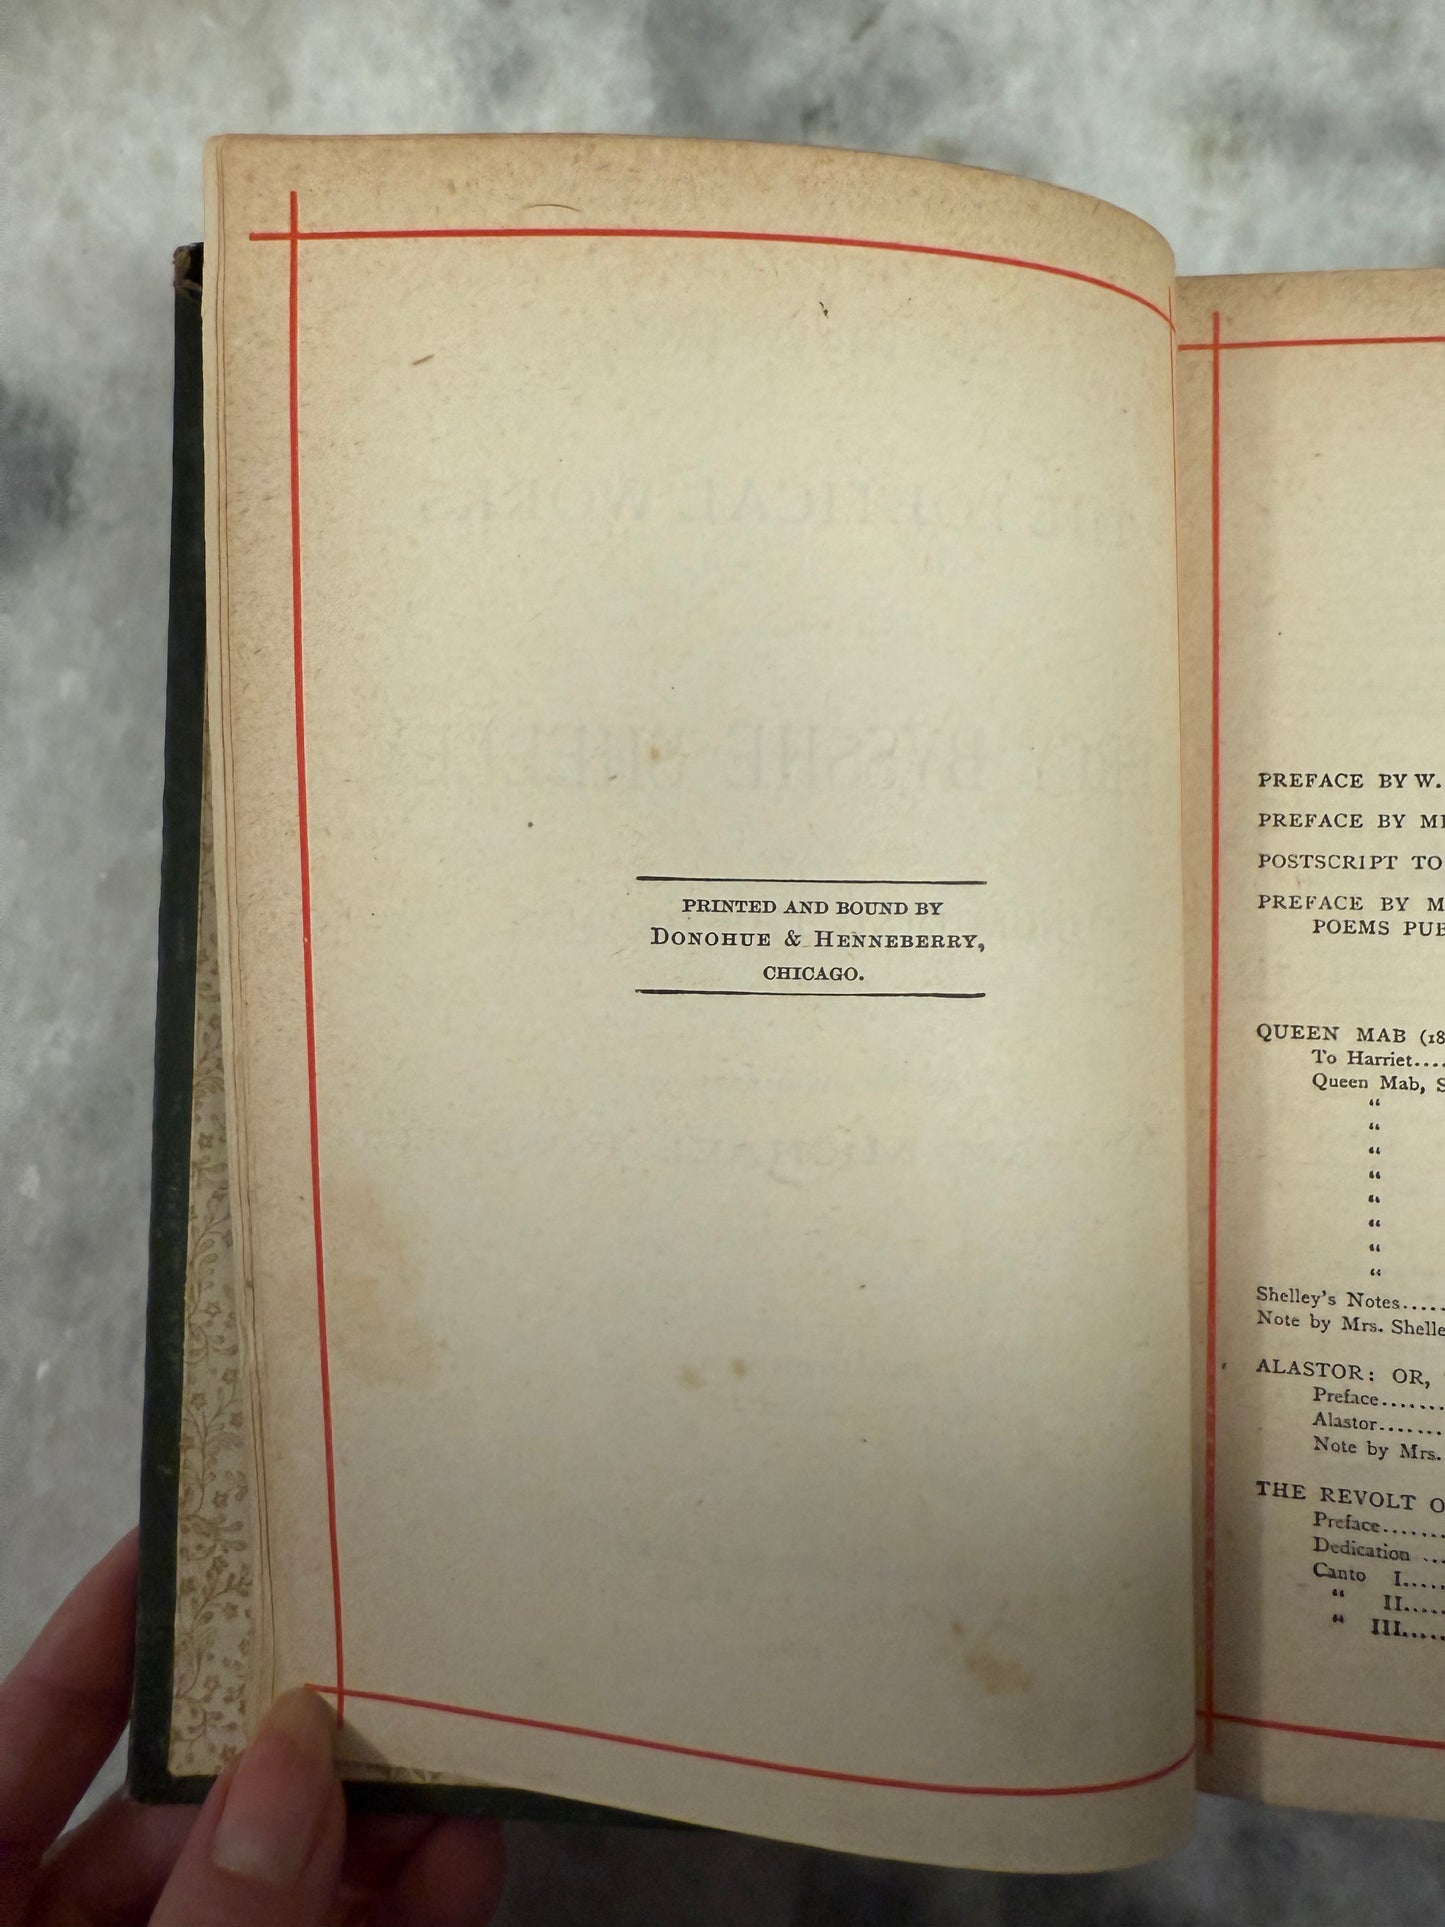 PRINTED AND BOUND BY
DONOHUE & HENNEBERRY,
CHICAGO.
PREFACE BY W.
PREFACE BY
POSTSCRIPT TO
PREFACE BY
POEMS
QUEEN MAB (18
To Harriet....
Queen Mab,
“
“
“
“
“
“
“
“
Shelley's Notes.....
Note by Mrs. Shelle
ALASTOR: OR,
Preface.......
Alastor.......
Note by Mrs.
THE REVOLT
Preface.......
Dedication ...
Canto I.....
“ II.....
“ III.....